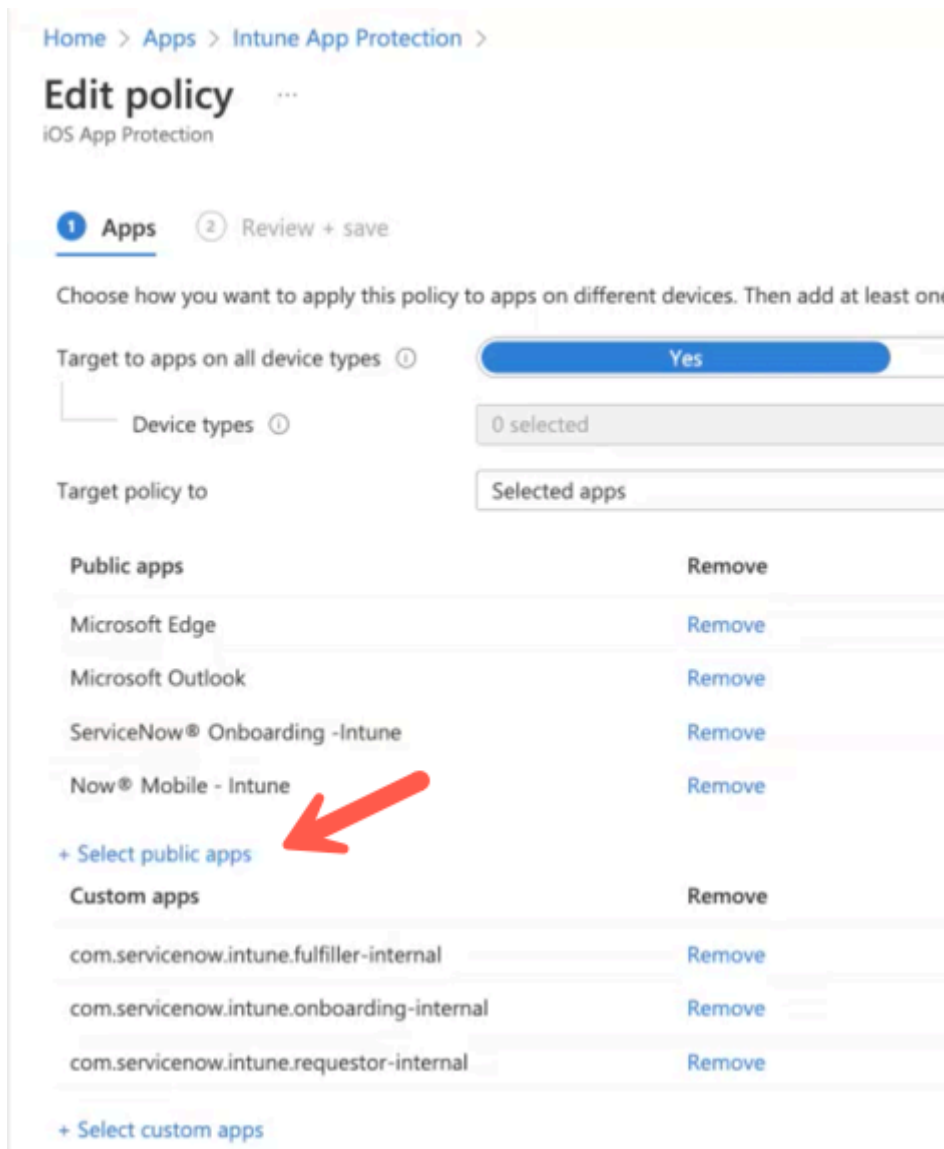 Home > Apps > Intune App Protection >
Edit policy ...
iOS App Protection
1 Apps 2 Review + save
Choose how you want to apply this policy to apps on different devices. Then add at least one
Target to apps on all device types Yes
Device types 0 selected
Target policy to Selected apps
Public apps Remove
Microsoft Edge Remove
Microsoft Outlook Remove
ServiceNow® Onboarding -Intune Remove
Now® Mobile - Intune Remove
+ Select public apps
Custom apps Remove
com.servicenow.intune.fulfiller-internal Remove
com.servicenow.intune.onboarding-internal Remove
com.servicenow.intune.requestor-internal Remove
+ Select custom apps